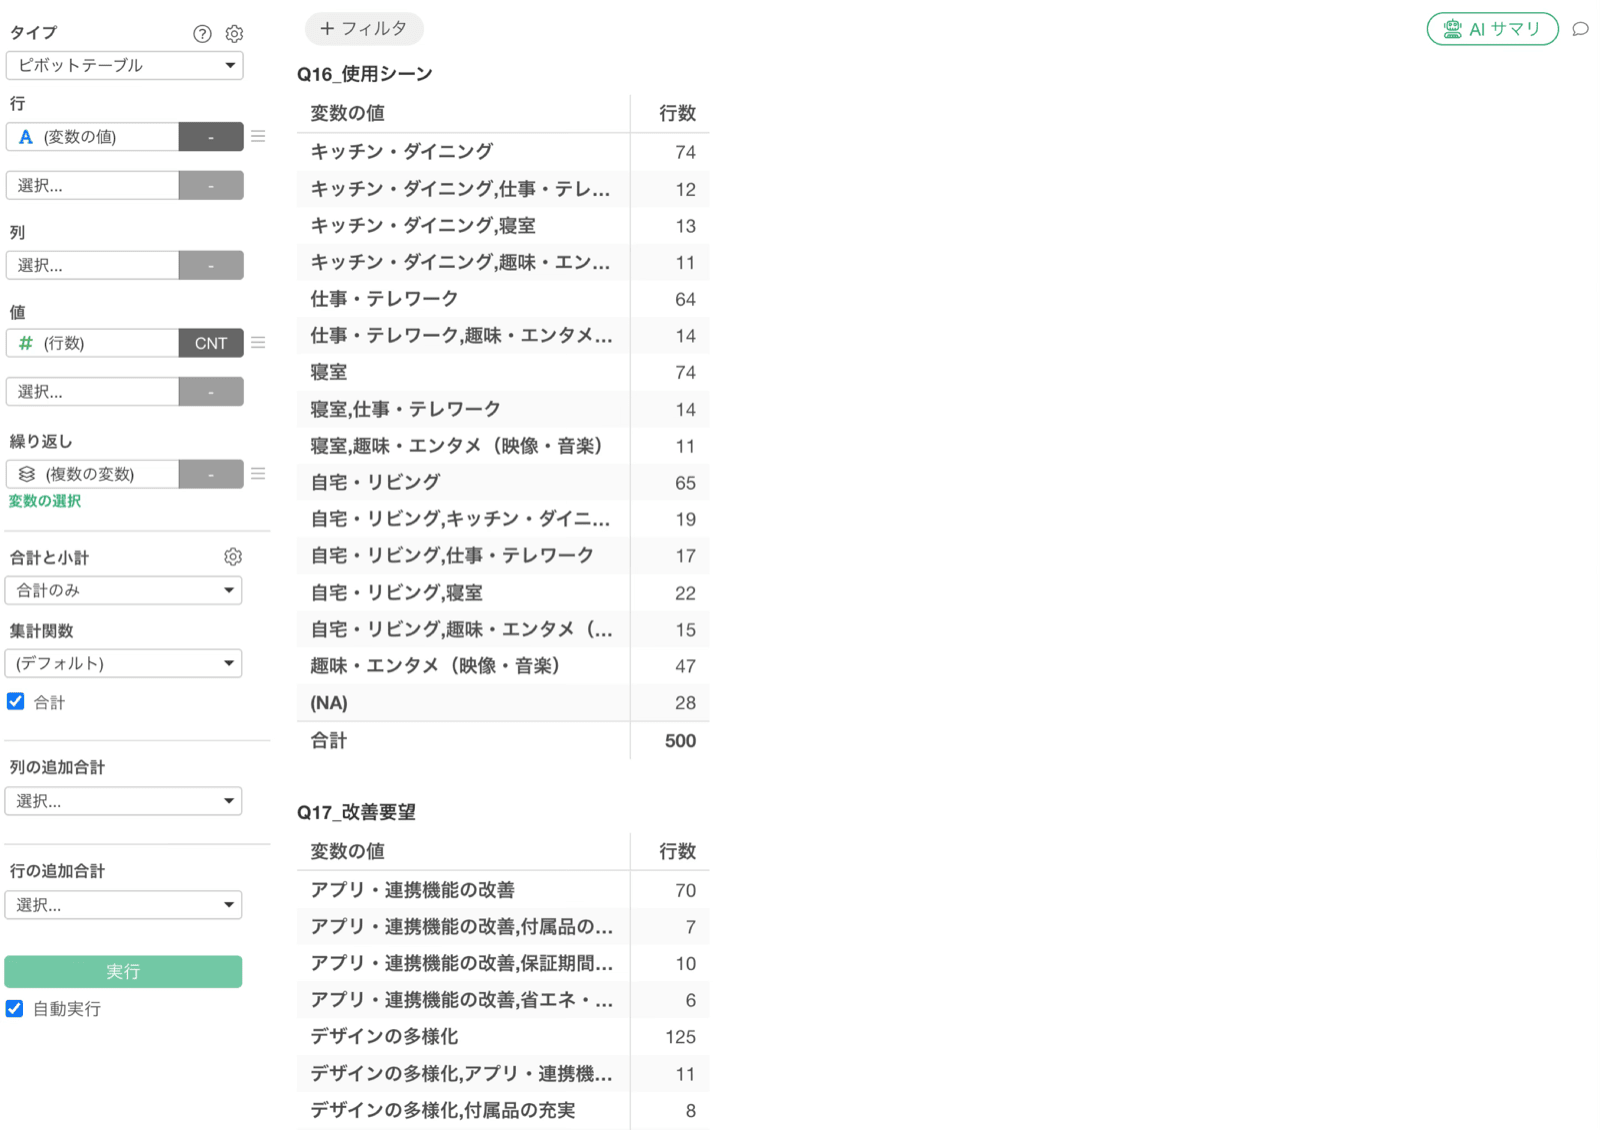 タイプ
ピボットテーブル
行
A (変数の値) -
選択... -
列
選択... -
値
# (行数) CNT
選択... -
繰り返し
(複数の変数) -
変数の選択
合計と小計
合計のみ
集計関数
(デフォルト)
合計
列の追加合計
選択...
行の追加合計
選択...
実行
自動実行
+ フィルタ
AI サマリ
Q16_使用シーン
変数の値 行数
キッチン・ダイニング 74
キッチン・ダイニング,仕事・テレ... 12
キッチン・ダイニング,寝室 13
キッチン・ダイニング,趣味・エン... 11
仕事・テレワーク 64
仕事・テレワーク,趣味・エンタメ... 14
寝室 74
寝室,仕事・テレワーク 14
寝室,趣味・エンタメ（映像・音楽） 11
自宅・リビング 65
自宅・リビング,キッチン・ダイニ... 19
自宅・リビング,仕事・テレワーク 17
自宅・リビング,寝室 22
自宅・リビング,趣味・エンタメ（... 15
趣味・エンタメ（映像・音楽） 47
(NA) 28
合計 500
Q17_改善要望
変数の値 行数
アプリ・連携機能の改善 70
アプリ・連携機能の改善,付属品の... 7
アプリ・連携機能の改善,保証期間... 10
アプリ・連携機能の改善,省エネ・... 6
デザインの多様化 125
デザインの多様化,アプリ・連携機... 11
デザインの多様化,付属品の充実 8